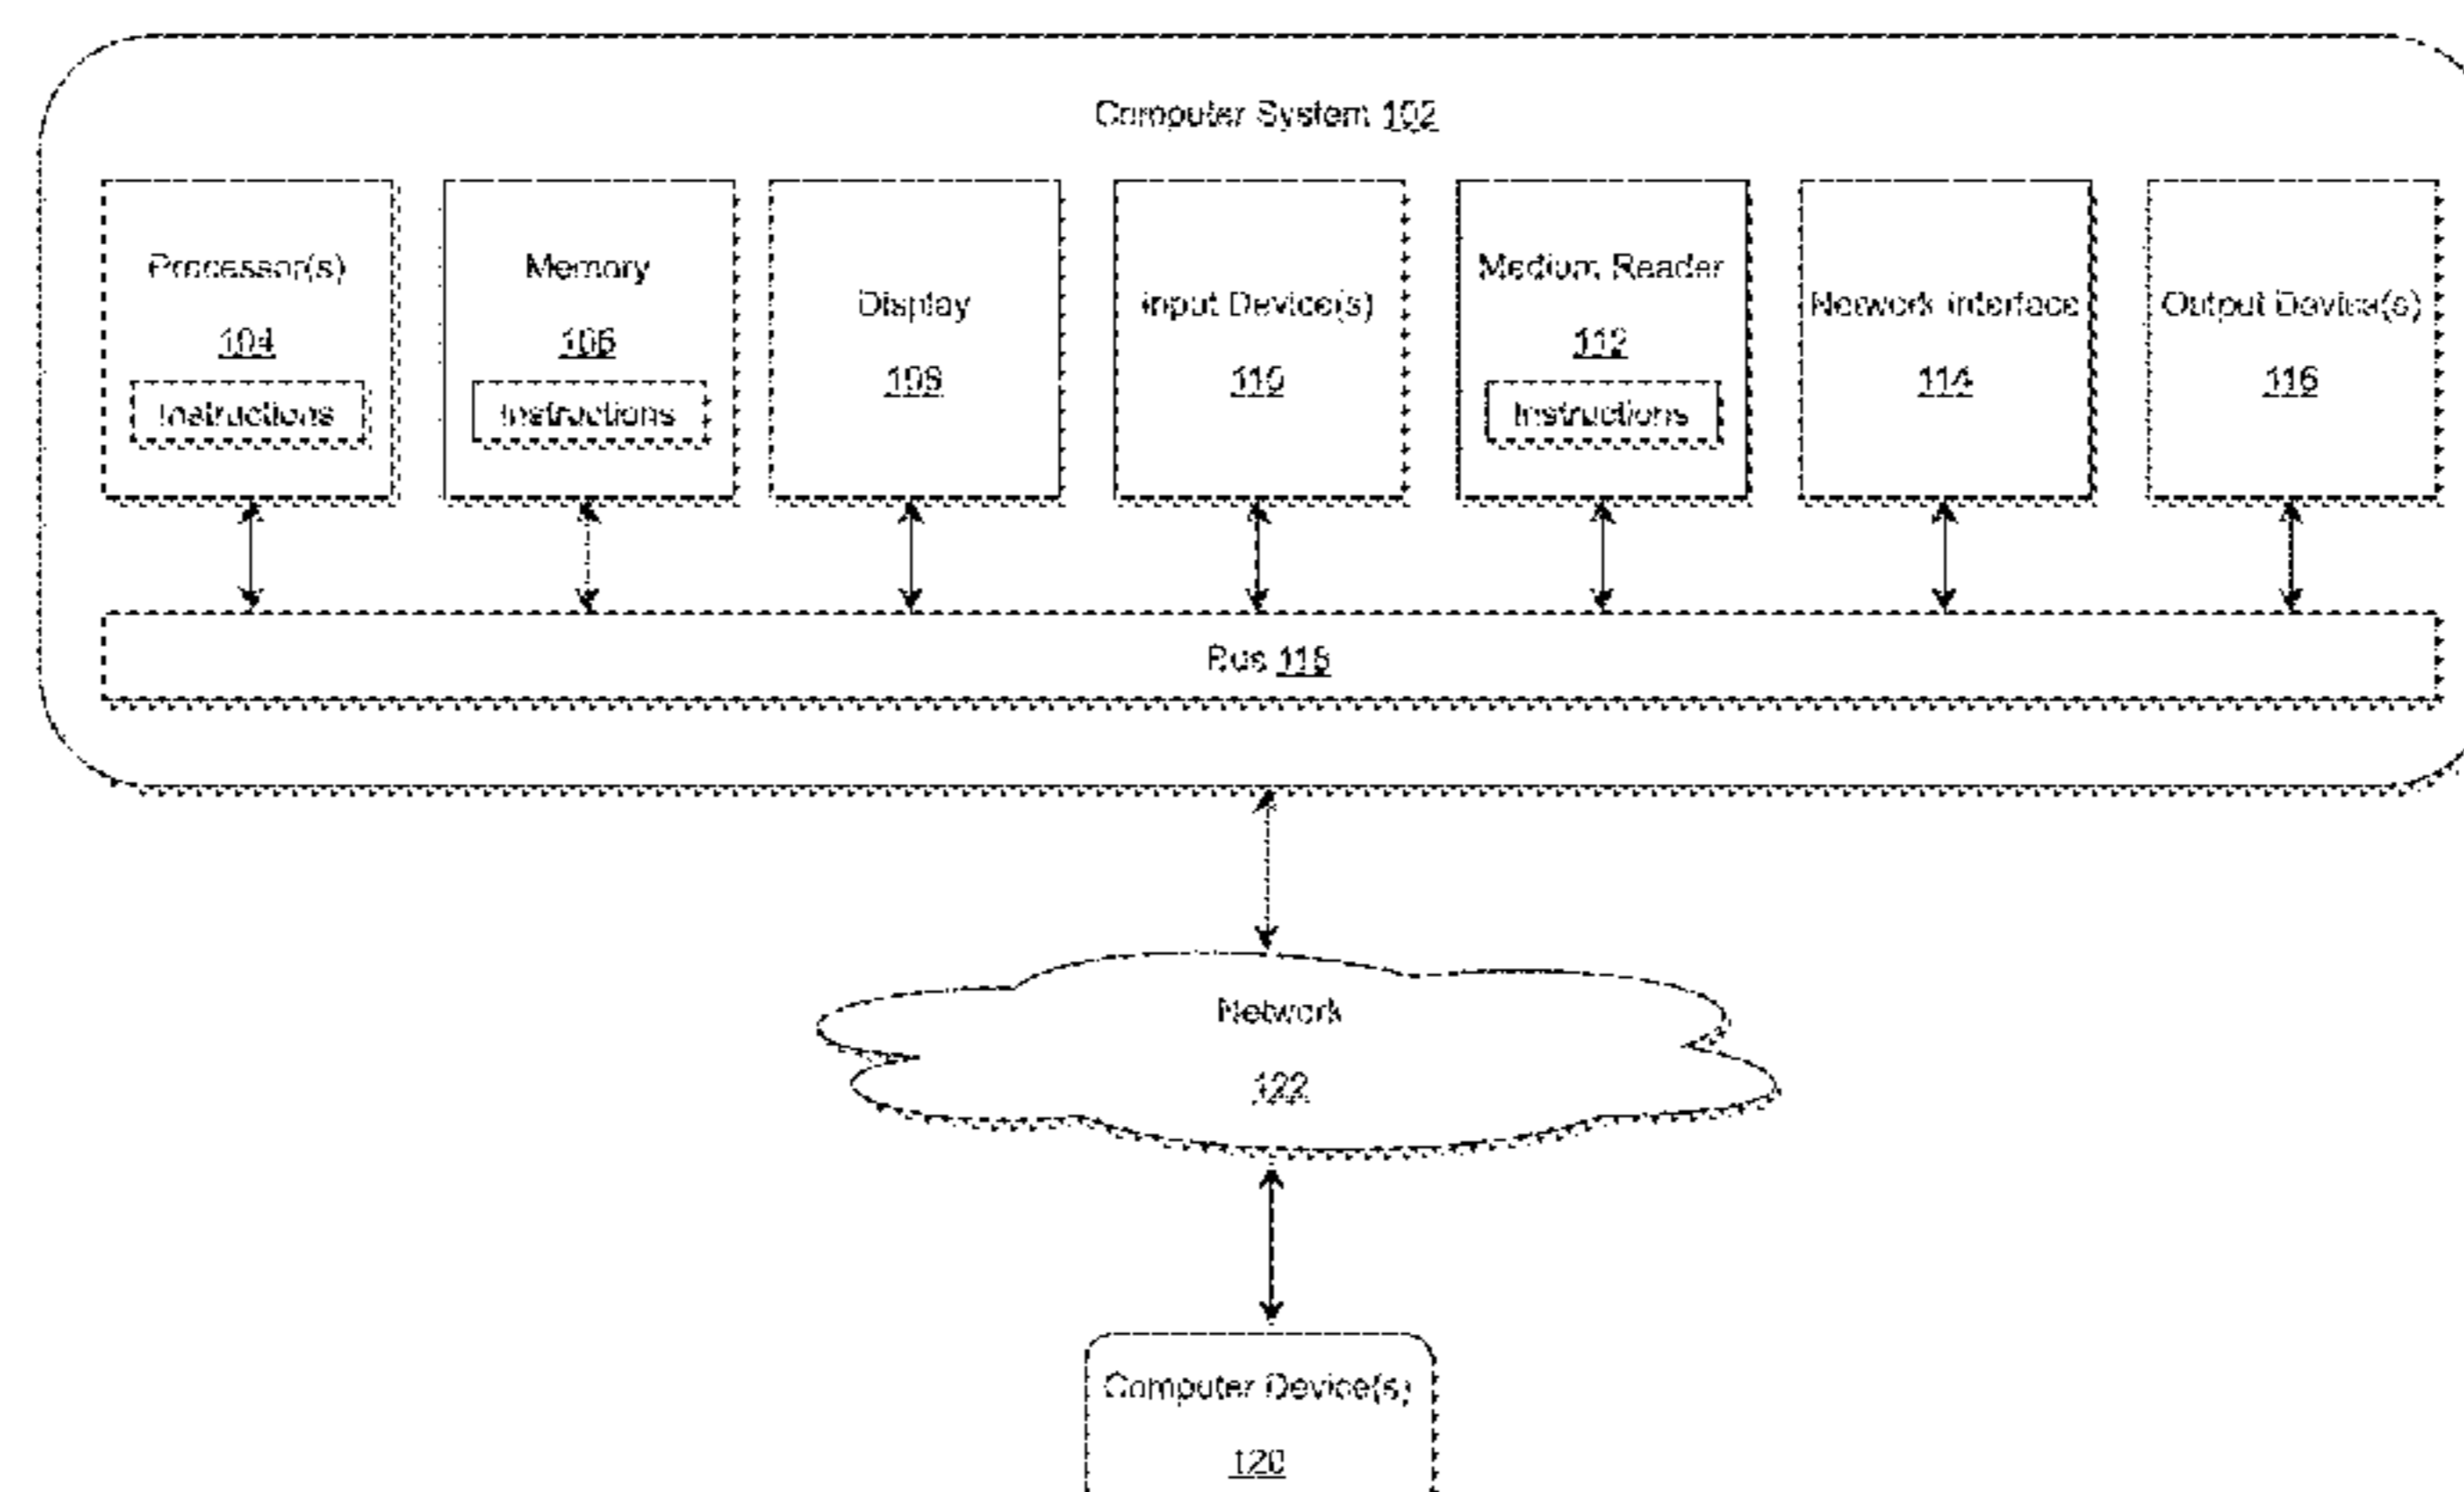 Computer System 102
Processor(s)
104
Instructions
Memory
106
Instructions
Display
108
Input Device(s)
110
Medium Reader
112
Instructions
Network Interface
114
Output Device(s)
116
Bus 118
Network
122
Computer Device(s)
120